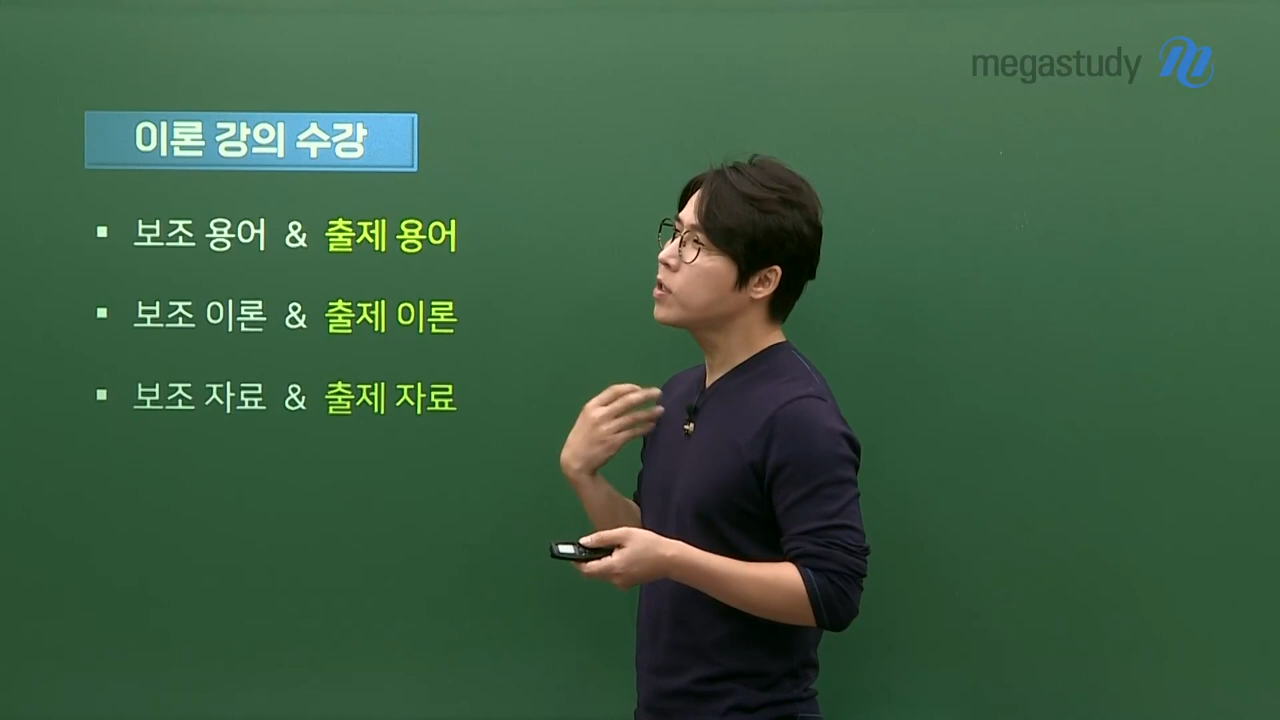 megastudy
이론 강의 수강
▪ 보조 용어 & 출제 용어
▪ 보조 이론 & 출제 이론
▪ 보조 자료 & 출제 자료